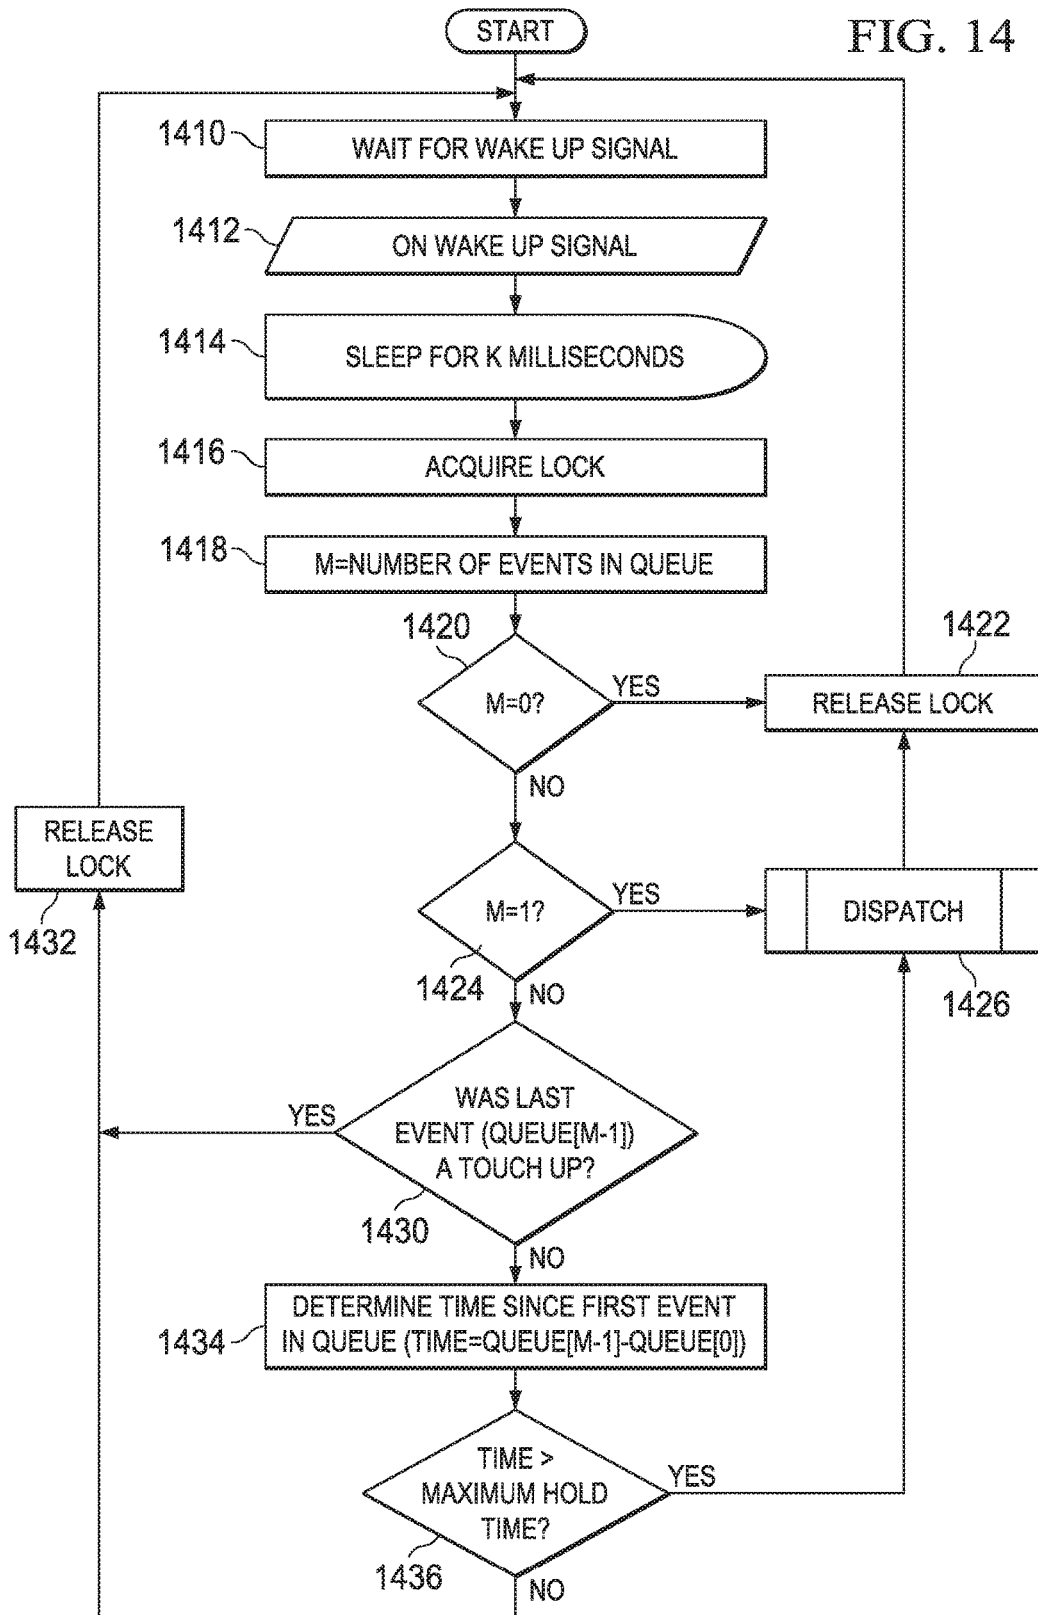 START
FIG. 14
1410
WAIT FOR WAKE UP SIGNAL
1412
ON WAKE UP SIGNAL
1414
SLEEP FOR K MILLISECONDS
1416
ACQUIRE LOCK
1418
M=NUMBER OF EVENTS IN QUEUE
1420
1422
M=0?
YES
RELEASE LOCK
NO
RELEASE
LOCK
1432
M=1?
YES
DISPATCH
1424
1426
NO
WAS LAST
EVENT (QUEUE[M-1])
A TOUCH UP?
YES
1430
NO
1434
DETERMINE TIME SINCE FIRST EVENT
IN QUEUE (TIME=QUEUE[M-1]-QUEUE[0])
TIME >
MAXIMUM HOLD
TIME?
YES
1436
NO